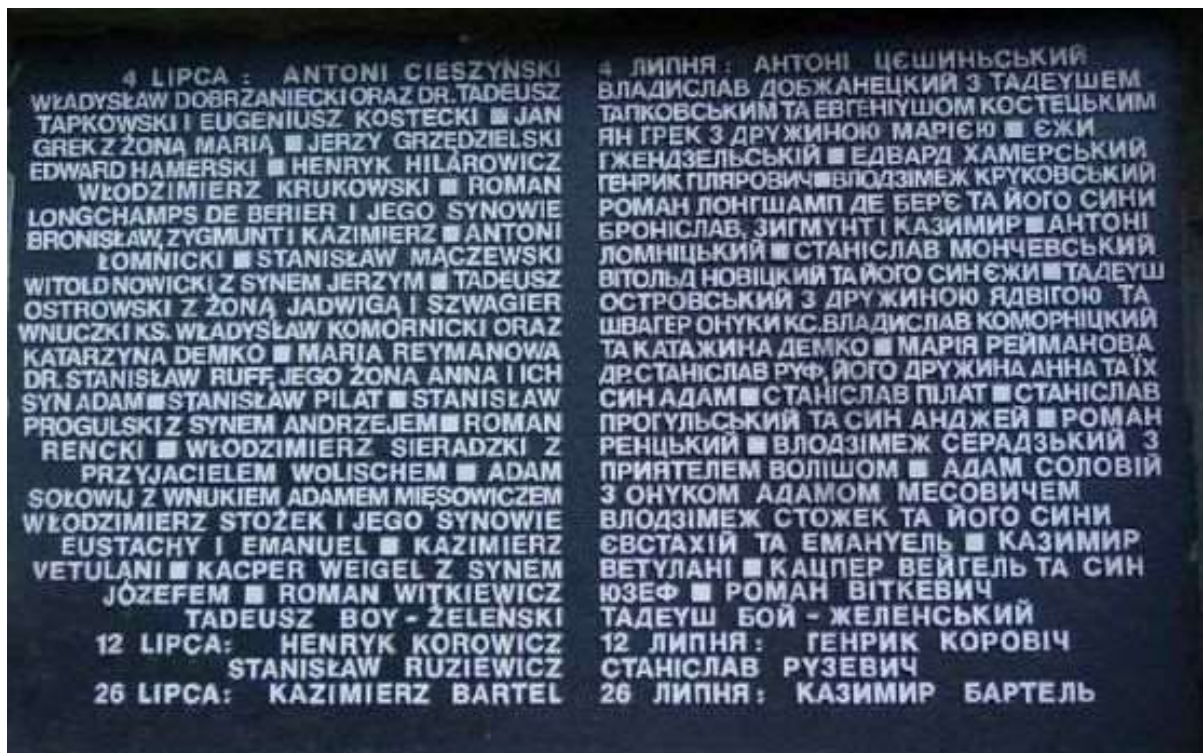 4 LIPCA : ANTONI CIESZYŃSKI
WŁADYSŁAW DOBRZANIECKI ORAZ DR. TADEUSZ
TAPKOWSKI I EUGENIUSZ KOSTECKI ■ JAN
GREK Z ŻONĄ MARIĄ ■ JERZY GRZĘDZIELSKI
EDWARD HAMERSKI ■ HENRYK HILAROWICZ
WŁODZIMIERZ KRUKOWSKI ■ ROMAN
LONGCHAMPS DE BERIER I JEGO SYNOWIE
BRONISŁAW, ZYGMUNT I KAZIMIERZ ■ ANTONI
ŁOMNICKI ■ STANISŁAW MĄCZEWSKI
WITOLD NOWICKI Z SYNEM JERZYM ■ TADEUSZ
OSTROWSKI Z ŻONĄ JADWIGĄ I SZWAGIER
WNUCZKI KS. WŁADYSŁAW KOMORNICKI ORAZ
KATARZYNA DEMKO ■ MARIA REYMANOWA
DR. STANISŁAW RUFF, JEGO ŻONA ANNA I ICH
SYN ADAM ■ STANISŁAW PILAT ■ STANISŁAW
PROGULSKI Z SYNEM ANDRZEJEM ■ ROMAN
RENCKI ■ WŁODZIMIERZ SIERADZKI Z
PRZYJACIELEM WOLISCHEM ■ ADAM
SOŁOWIJ Z WNUKIEM ADAMEM MIĘSOWICZEM
WŁODZIMIERZ STOŻEK I JEGO SYNOWIE
EUSTACHY I EMANUEL ■ KAZIMIERZ
VETULANI ■ KACPER WEIGEL Z SYNEM
JÓZEFEM ■ ROMAN WITKIEWICZ
TADEUSZ BOY - ŻELEŃSKI
12 LIPCA: HENRYK KOROWICZ
STANISŁAW RUZIEWICZ
26 LIPCA: KAZIMIERZ BARTEL
4 ЛИПНЯ : АНТОНІ ЦЄШИНЬСЬКИЙ
ВЛАДИСЛАВ ДОБЖАНЕЦКИЙ З ТАДЕУШЕМ
ТАПКОВСЬКИМ ТА ЕВГЕНІУШОМ КОСТЕЦЬКИМ
ЯН ГРЕК З ДРУЖИНОЮ МАРІЄЮ ■ ЄЖИ
ГЖЕНДЗЕЛЬСЬКІЙ ■ ЕДВАРД ХАМЕРСЬКИЙ
ГЕНРИК ГІЛЯРОВИЧ ■ ВЛОДЗІМЕЖ КРУКОВСЬКИЙ
РОМАН ЛОНГШАМП ДЕ БЕР'Є ТА ЙОГО СИНИ
БРОНІСЛАВ, ЗИГМУНТ І КАЗИМИР ■ АНТОНІ
ЛОМНІЦЬКИЙ ■ СТАНІСЛАВ МОНЧЕВСЬКИЙ
ВІТОЛЬД НОВІЦКИЙ ТА ЙОГО СИН ЄЖИ ■ ТАДЕУШ
ОСТРОВСЬКИЙ З ДРУЖИНОЮ ЯДВІГОЮ ТА
ШВАГЕР ОНУКИ КС. ВЛАДИСЛАВ КОМОРНІЦКИЙ
ТА КАТАЖИНА ДЕМКО ■ МАРІЯ РЕЙМАНОВА
ДР. СТАНІСЛАВ РУФ, ЙОГО ДРУЖИНА АННА ТА ЇХ
СИН АДАМ ■ СТАНІСЛАВ ПІЛАТ ■ СТАНІСЛАВ
ПРОГУЛЬСЬКИЙ ТА СИН АНДЖЕЙ ■ РОМАН
РЕНЦЬКИЙ ■ ВЛОДЗІМЕЖ СЕРАДЗЬКИЙ З
ПРИЯТЕЛЕМ ВОЛІШОМ ■ АДАМ СОЛОВІЙ
З ОНУКОМ АДАМОМ МЕСОВИЧЕМ
ВЛОДЗІМЕЖ СТОЖЕК ТА ЙОГО СИНИ
ЄВСТАХІЙ ТА ЕМАНУЕЛЬ ■ КАЗИМИР
ВЕТУЛАНІ ■ КАЦПЕР ВЕЙГЕЛЬ ТА СИН
ЮЗЕФ ■ РОМАН ВІТКЕВИЧ
ТАДЕУШ БОЙ - ЖЕЛЕНСЬКИЙ
12 ЛИПНЯ : ГЕНРИК КОРОВІЧ
СТАНІСЛАВ РУЗЕВИЧ
26 ЛИПНЯ : КАЗИМИР БАРТЕЛЬ